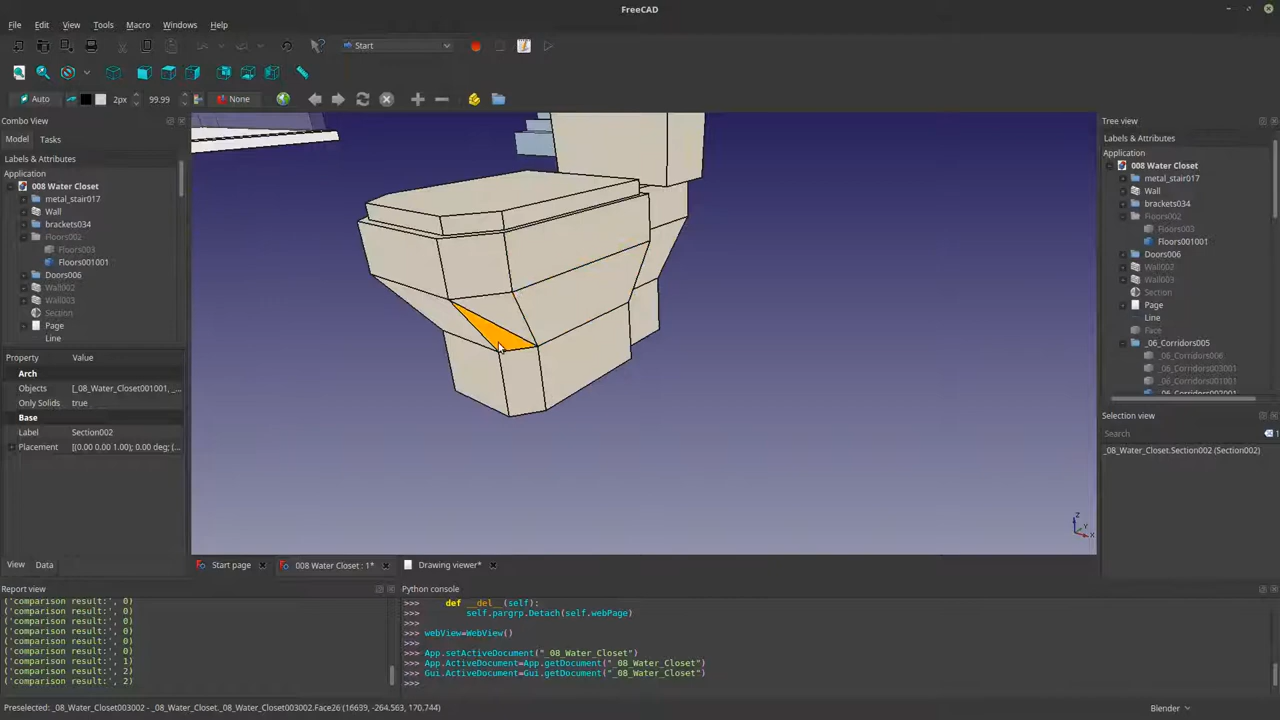 FreeCAD
File Edit View Tools Macro Windows Help
Start
Auto 2px 99.99 None
Combo View
Model Tasks
Labels & Attributes
Application
008 Water Closet
metal_stair017
Wall
brackets034
Floors002
Floors003
Floors001001
Doors006
Wall002
Wall003
Section
Page
Line
Property Value
Data
Objects [_08_Water_Closet001001, _...
Only Solids true
Base
Label Section002
Placement [(0.00 0.00 1.00); 0.00 deg; (...
View Data
Start page 008 Water Closet : 1* Drawing viewer*
Z
Y
X
Tree view
Labels & Attributes
Application
008 Water Closet
metal_stair017
Wall
brackets034
Floors002
Floors003
Floors001001
Doors006
Wall002
Wall003
Section
Page
Line
Face
_06_Corridors005
_06_Corridors006
_06_Corridors003001
_06_Corridors001001
Selection view
Search 1
_08_Water_Closet.Section002 (Section002)
Report view
('comparison result:', 0)
('comparison result:', 0)
('comparison result:', 0)
('comparison result:', 0)
('comparison result:', 0)
('comparison result:', 0)
('comparison result:', 1)
('comparison result:', 2)
('comparison result:', 2)
Python console
>>> def __del__(self):
>>> self.pargrp.Detach(self.webPage)
>>>
>>> webView=WebView()
>>>
>>> App.setActiveDocument("_08_Water_Closet")
>>> App.ActiveDocument=App.getDocument("_08_Water_Closet")
>>> Gui.ActiveDocument=Gui.getDocument("_08_Water_Closet")
>>>
Preselected: _08_Water_Closet003002 - _08_Water_Closet._08_Water_Closet003002.Face26 (16639, -264.563, 170.744) Blender